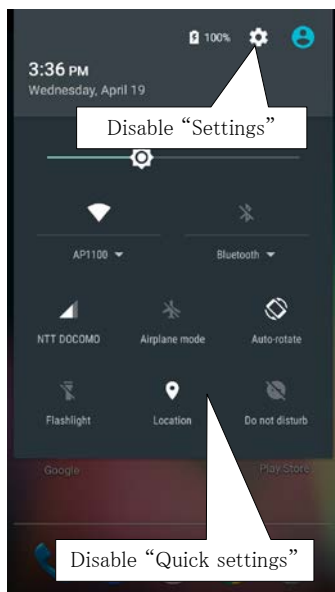 100%
3:36 PM
Wednesday, April 19
Disable “Settings”
AP1100
Bluetooth
NTT DOCOMO
Airplane mode
Auto-rotate
Flashlight
Location
Do not disturb
Google
Play Store
Disable “Quick settings”